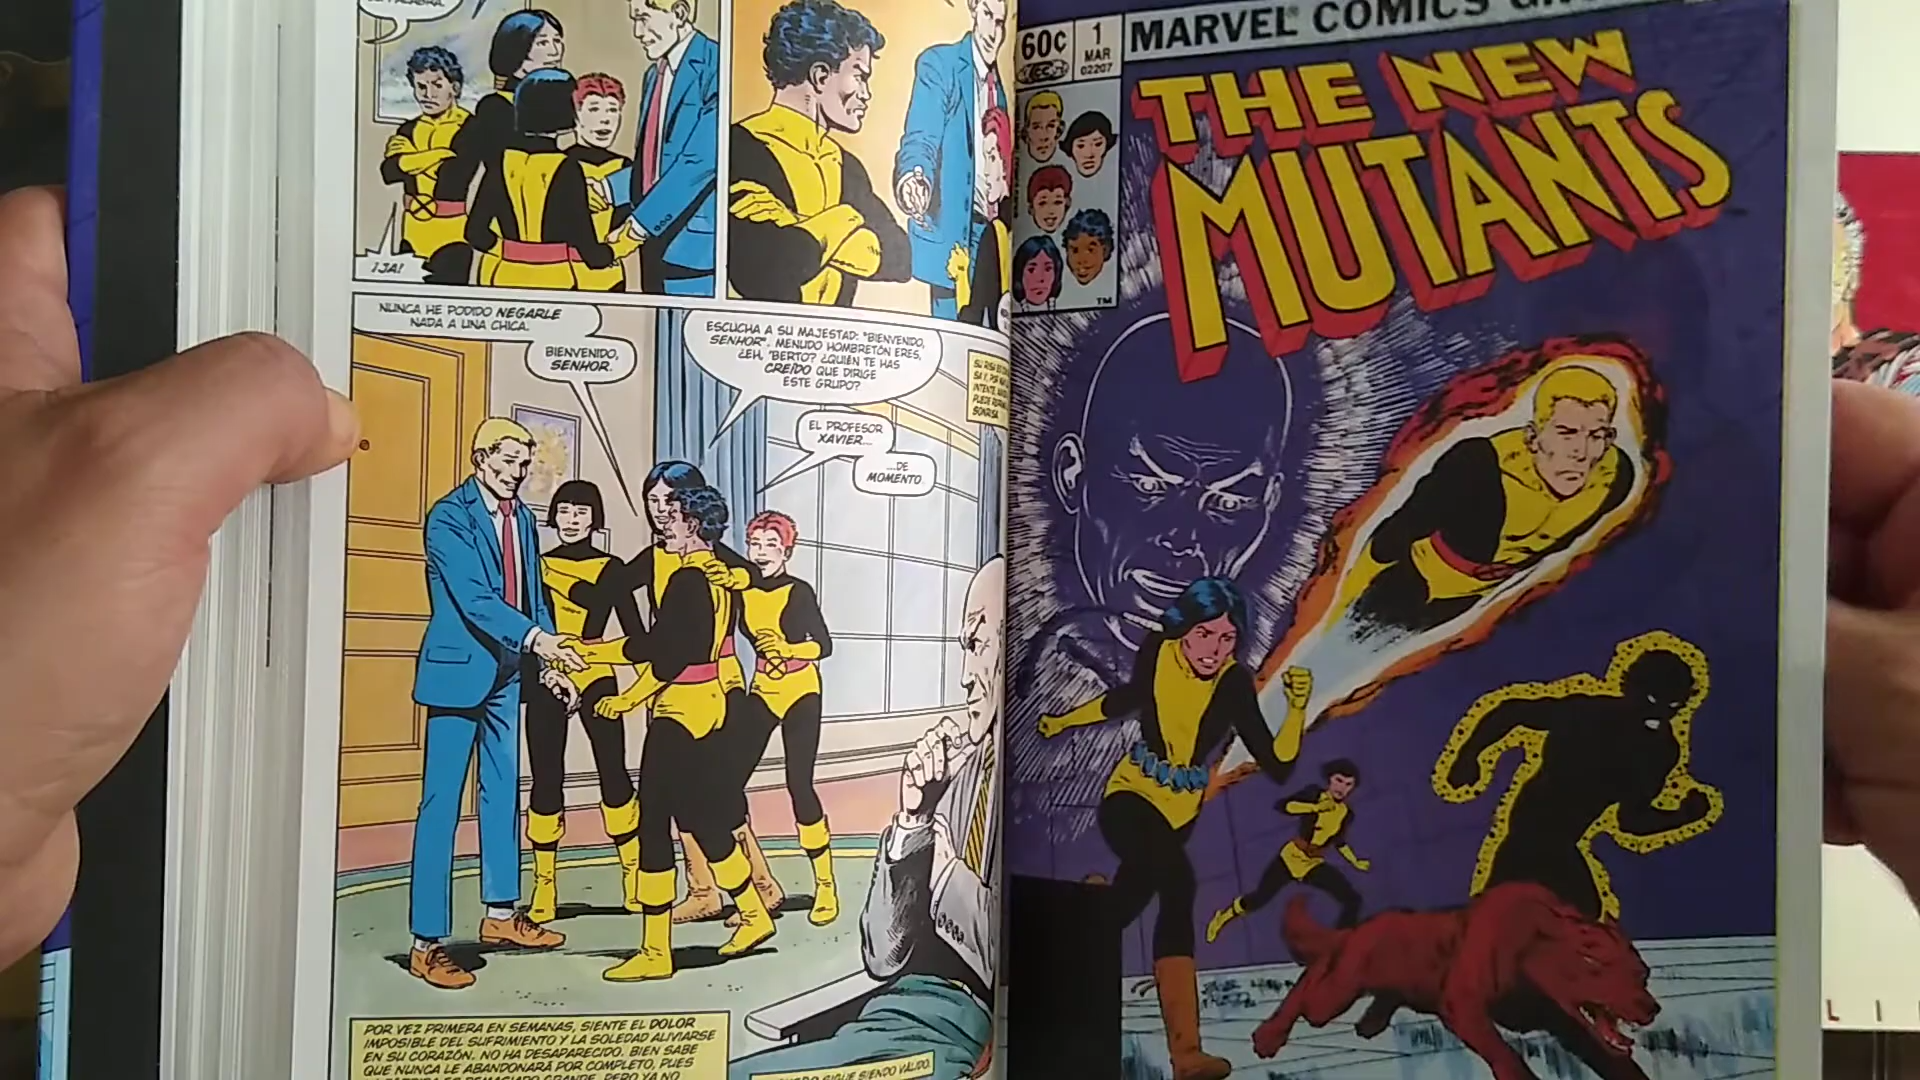 ¡JA!
NUNCA HE PODIDO NEGARLE
NADA A UNA CHICA.
BIENVENIDO,
SENHOR.
ESCUCHA A SU MAJESTAD: "BIENVENIDO,
SENHOR". MENUDO HOMBRETÓN ERES,
¿EH, 'BERTO? ¿QUIÉN TE HAS
CREÍDO QUE DIRIGE
ESTE GRUPO?
EL PROFESOR
XAVIER...
...DE
MOMENTO.
POR VEZ PRIMERA EN SEMANAS, SIENTE EL DOLOR
IMPOSIBLE DEL SUFRIMIENTO Y LA SOLEDAD ALIVIARSE
EN SU CORAZÓN. NO HA DESAPARECIDO. BIEN SABE
QUE NUNCA LE ABANDONARÁ POR COMPLETO, PUES
SIGUE SIENDO VÁLIDO.
60¢
1
MAR
02207
MARVEL COMICS
THE NEW
MUTANTS
TM